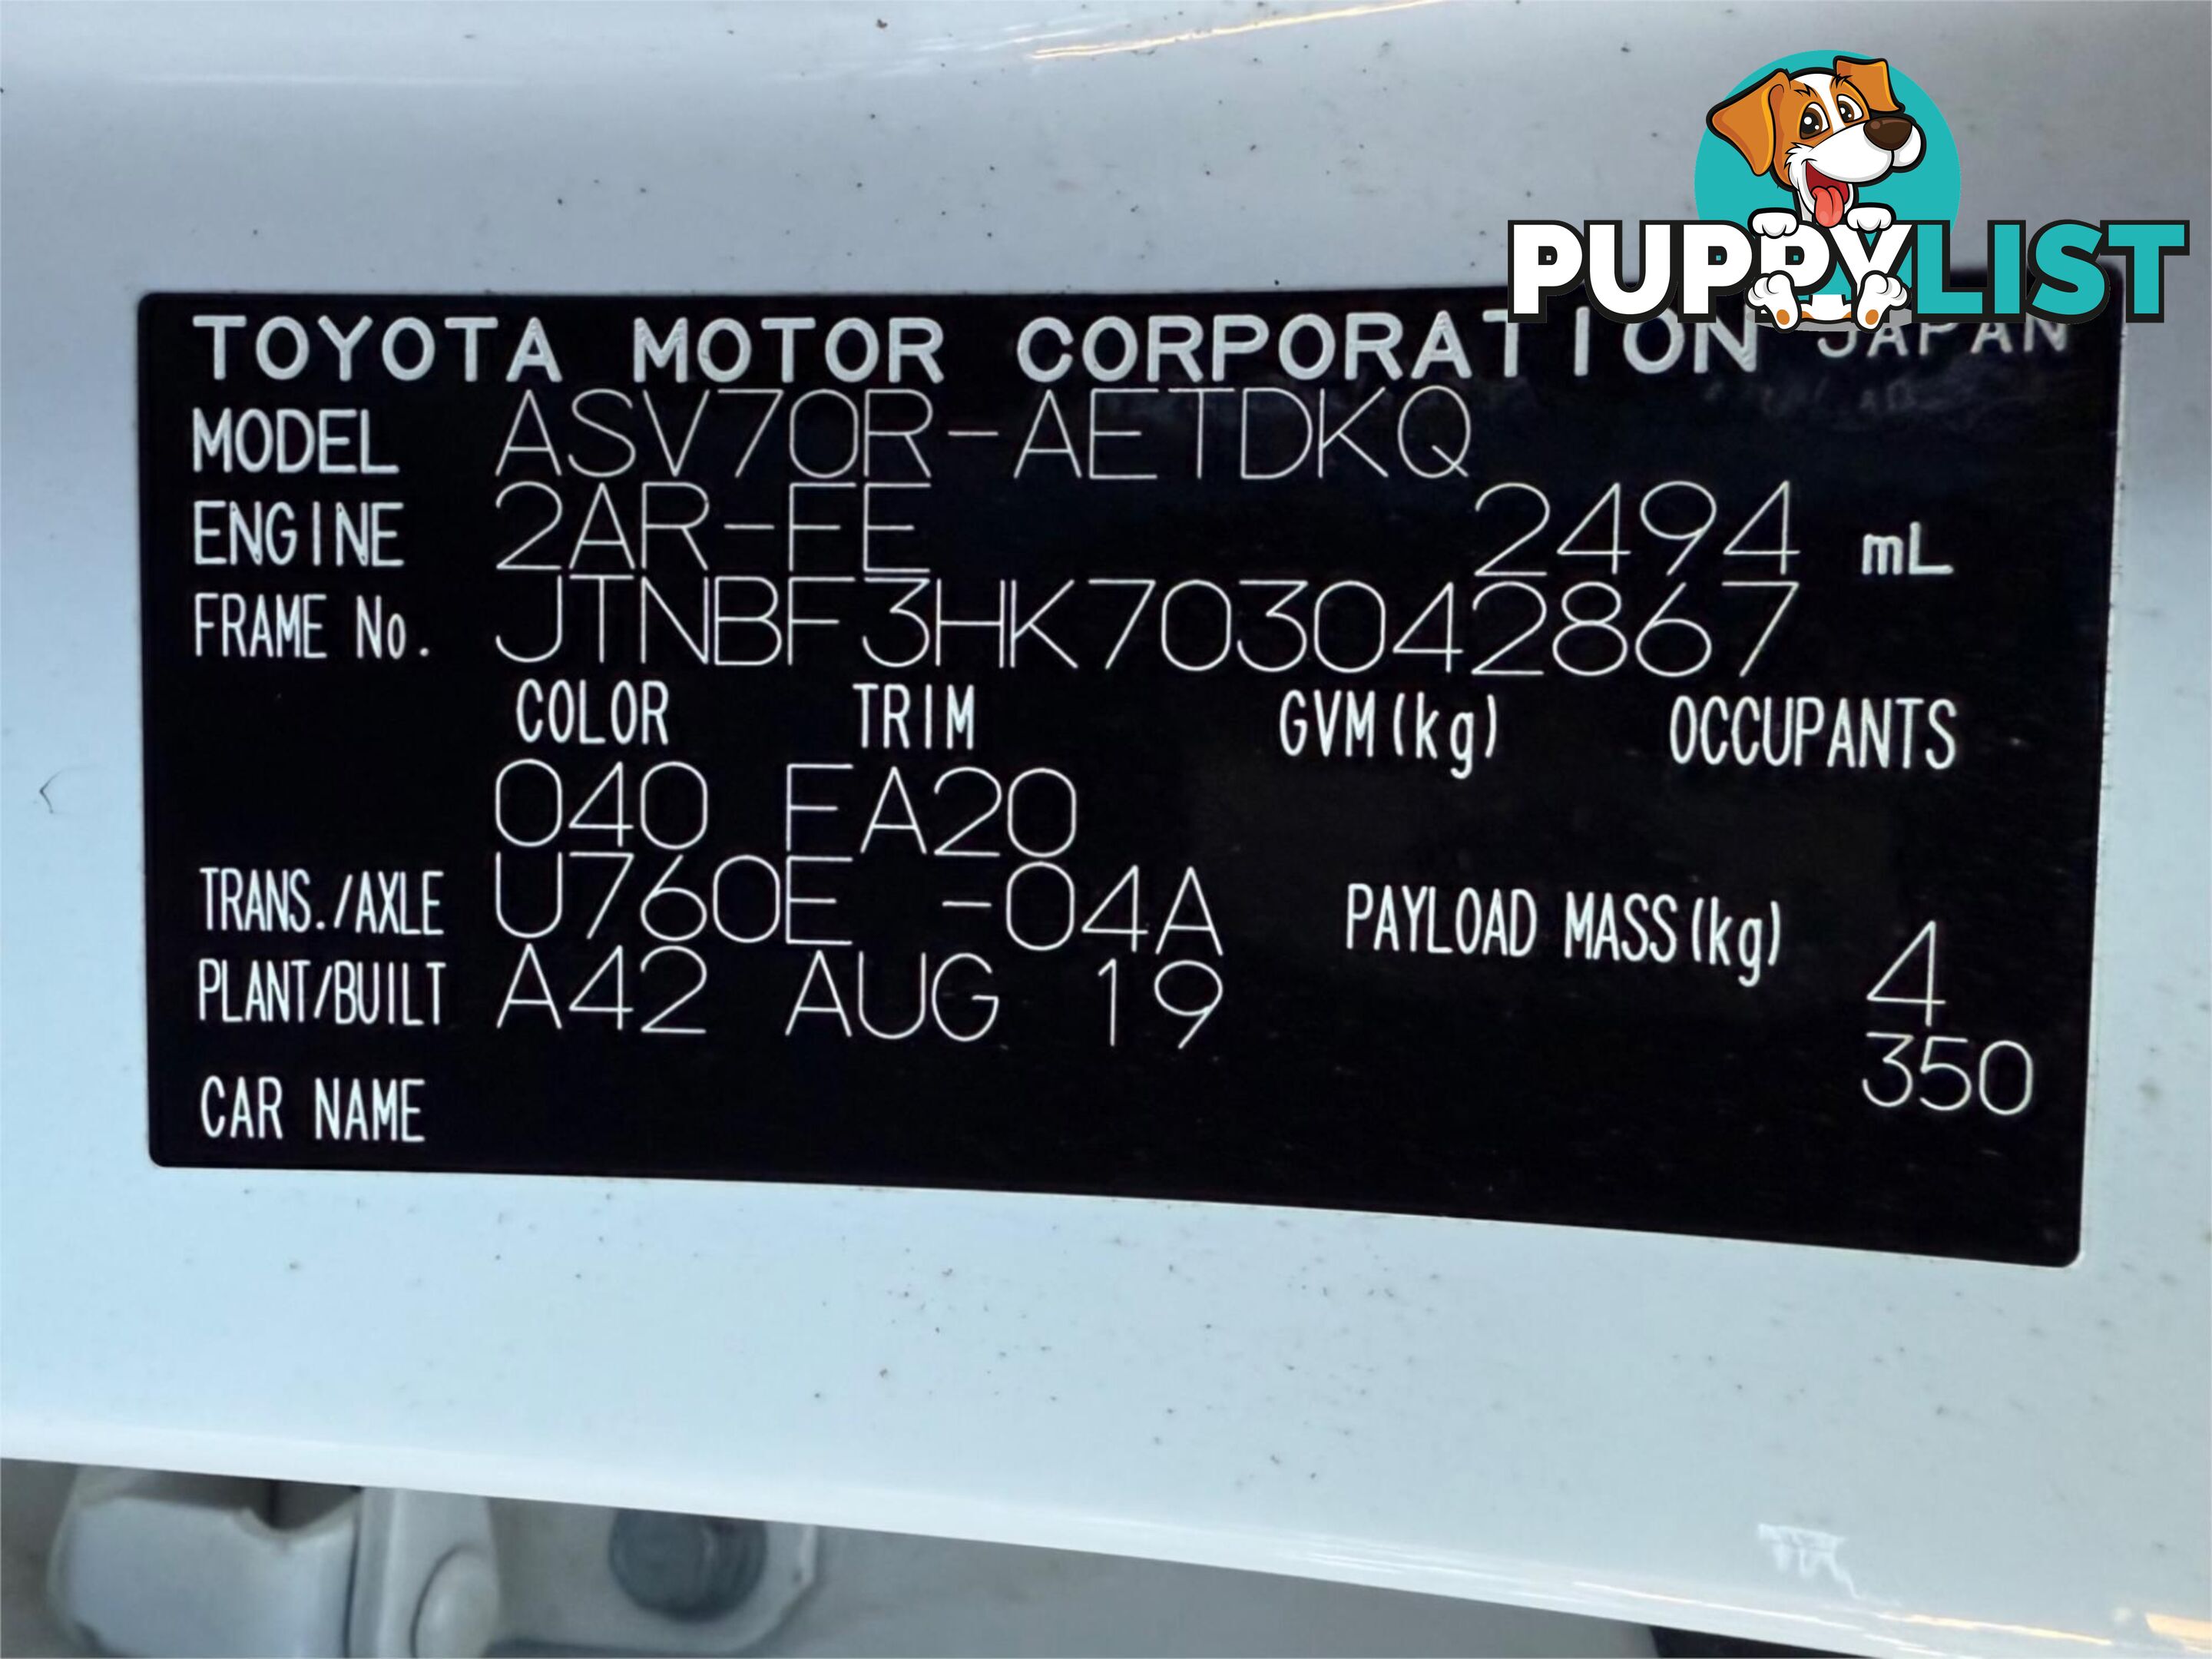 PUPPYLIST
TOYOTA MOTOR CORPORATION JAPAN
MODEL ASV70R-AETDKQ
ENGINE 2AR-FE 2494 mL
FRAME No. JTNBF3HK703042867
COLOR TRIM GVM(kg) OCCUPANTS
040 FA20
TRANS./AXLE U760E -04A PAYLOAD MASS(kg) 4
PLANT/BUILT A42 AUG 19
350
CAR NAME